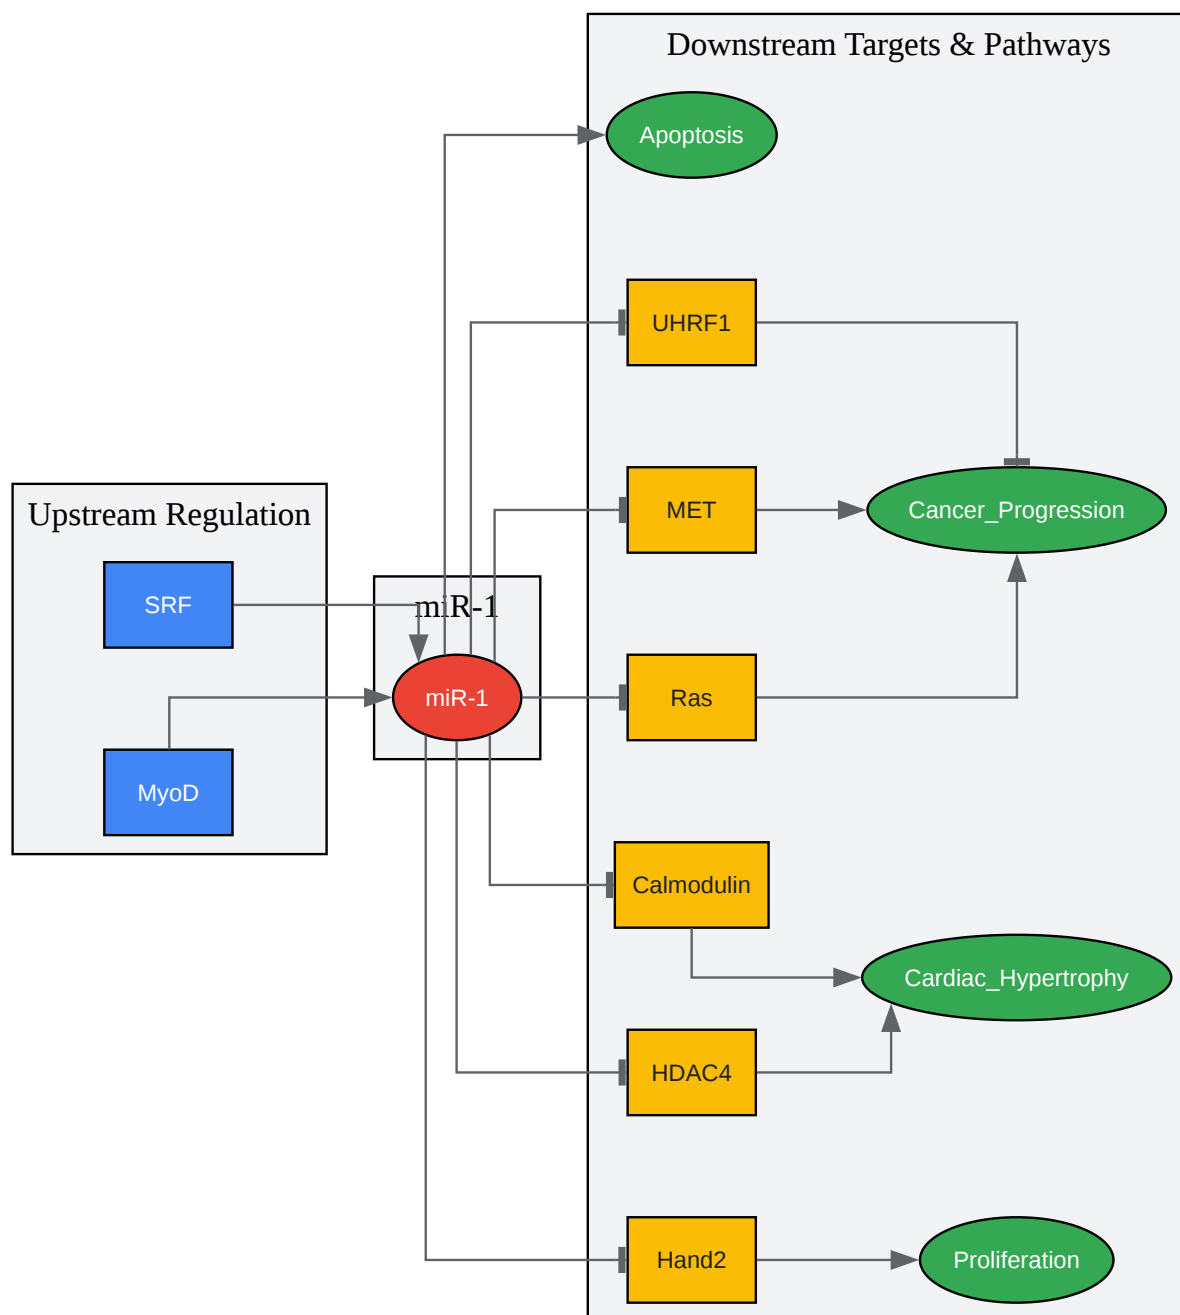 Downstream Targets & Pathways
Apoptosis
UHRF1
MET
Cancer_Progression
Upstream Regulation
SRF
miR-1
miR-1
Ras
MyoD
Calmodulin
Cardiac_Hypertrophy
HDAC4
Hand2
Proliferation